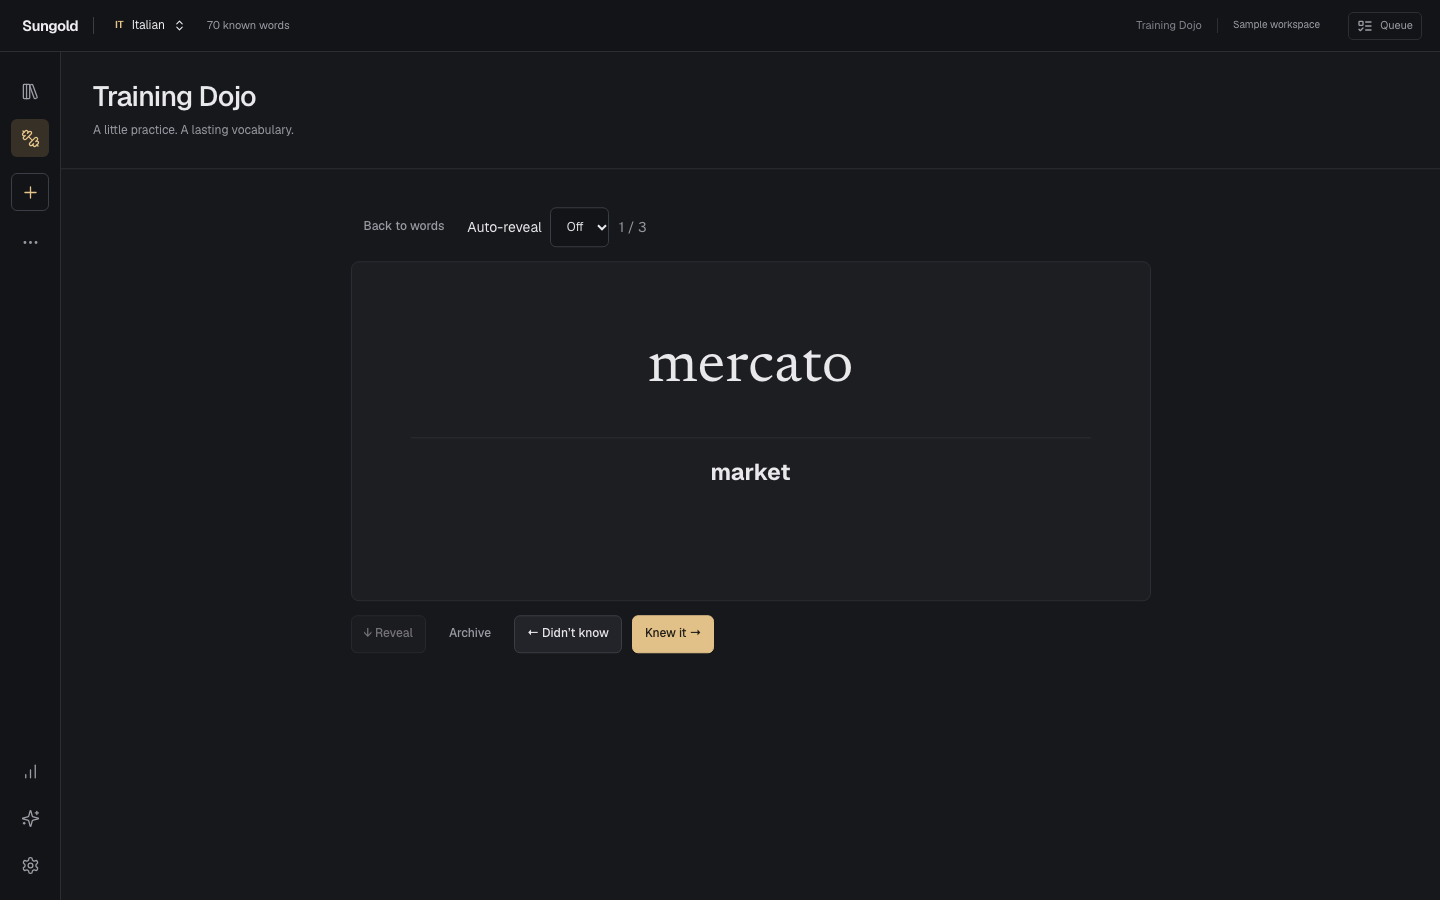 Sungold
IT Italian
70 known words
Training Dojo
Sample workspace
Queue
Training Dojo
A little practice. A lasting vocabulary.
Back to words
Auto-reveal
Off
1 / 3
mercato
market
↓ Reveal
Archive
← Didn't know
Knew it →